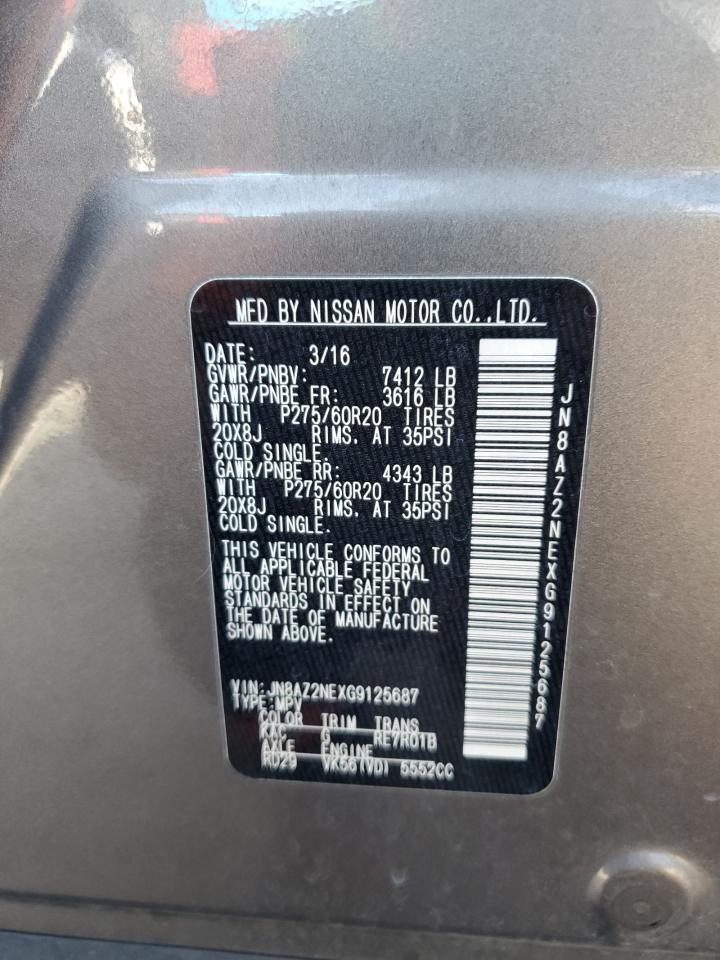 MFD BY NISSAN MOTOR CO.,LTD.
DATE: 3/16
GVWR/PNBV: 7412 LB
GAWR/PNBE FR: 3616 LB
WITH P275/60R20 TIRES
20X8J RIMS, AT 35PSI
COLD SINGLE.
GAWR/PNBE RR: 4343 LB
WITH P275/60R20 TIRES
20X8J RIMS, AT 35PSI
COLD SINGLE.
THIS VEHICLE CONFORMS TO
ALL APPLICABLE FEDERAL
MOTOR VEHICLE SAFETY
STANDARDS IN EFFECT ON
THE DATE OF MANUFACTURE
SHOWN ABOVE.
VIN:JN8AZ2NEXG9125687
TYPE:MPV
COLOR TRIM TRANS
KAC G RE7R01B
AXLE ENGINE
RD29 VK56(VD) 5552CC
JN8AZ2NEXG9125687